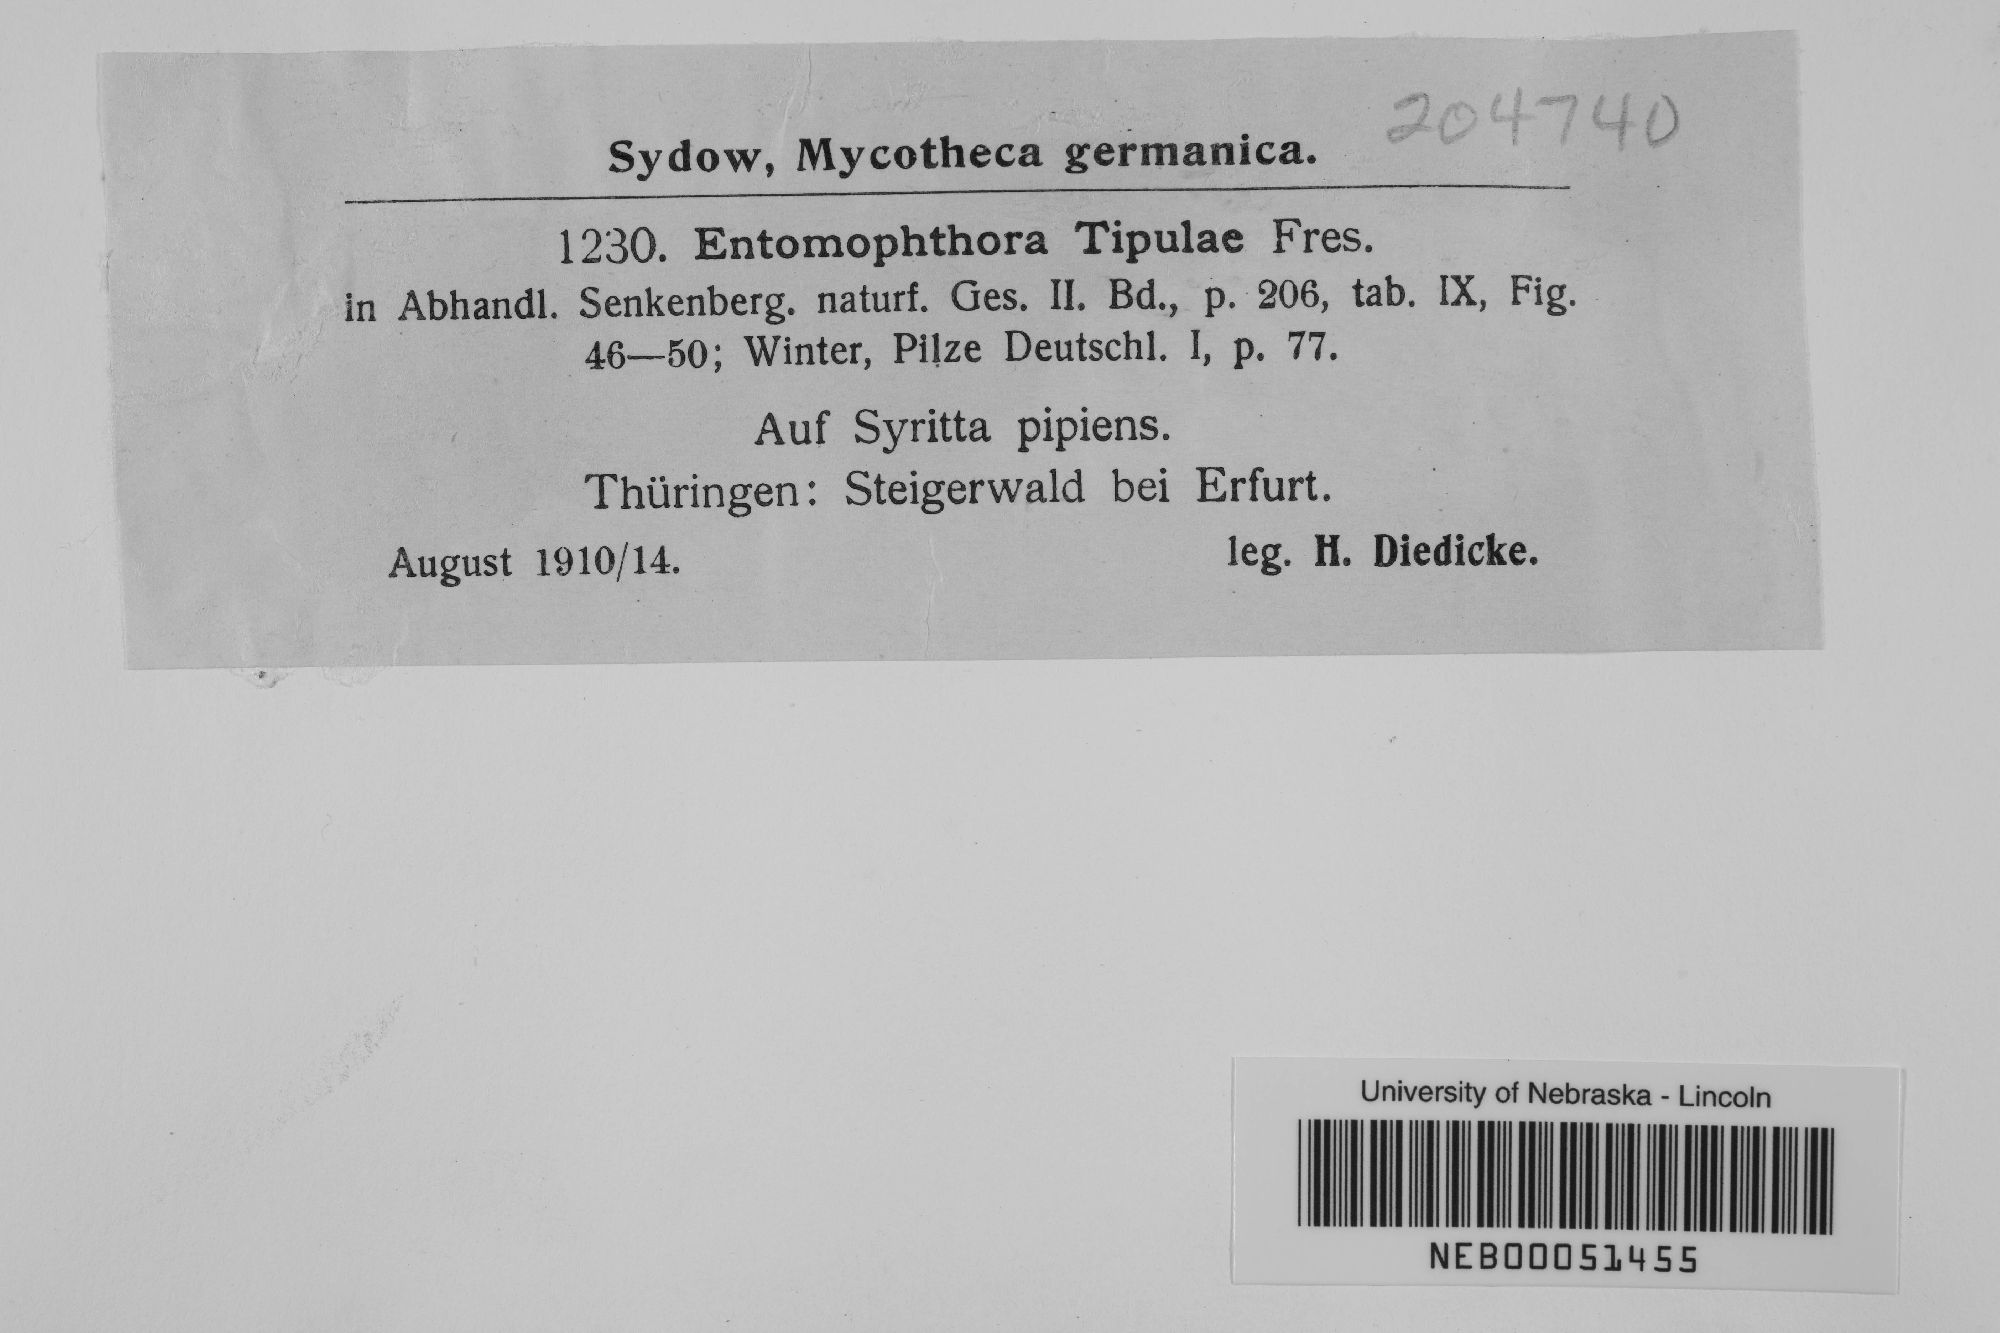 204740
Sydow, Mycotheca germanica.
1230. Entomophthora Tipulae Fres.
in Abhandl. Senkenberg. naturf. Ges. II. Bd., p. 206, tab. IX, Fig.
46—50; Winter, Pilze Deutschl. I, p. 77.
Auf Syritta pipiens.
Thüringen: Steigerwald bei Erfurt.
August 1910/14. leg. H. Diedicke.
University of Nebraska - Lincoln
NEB00051455